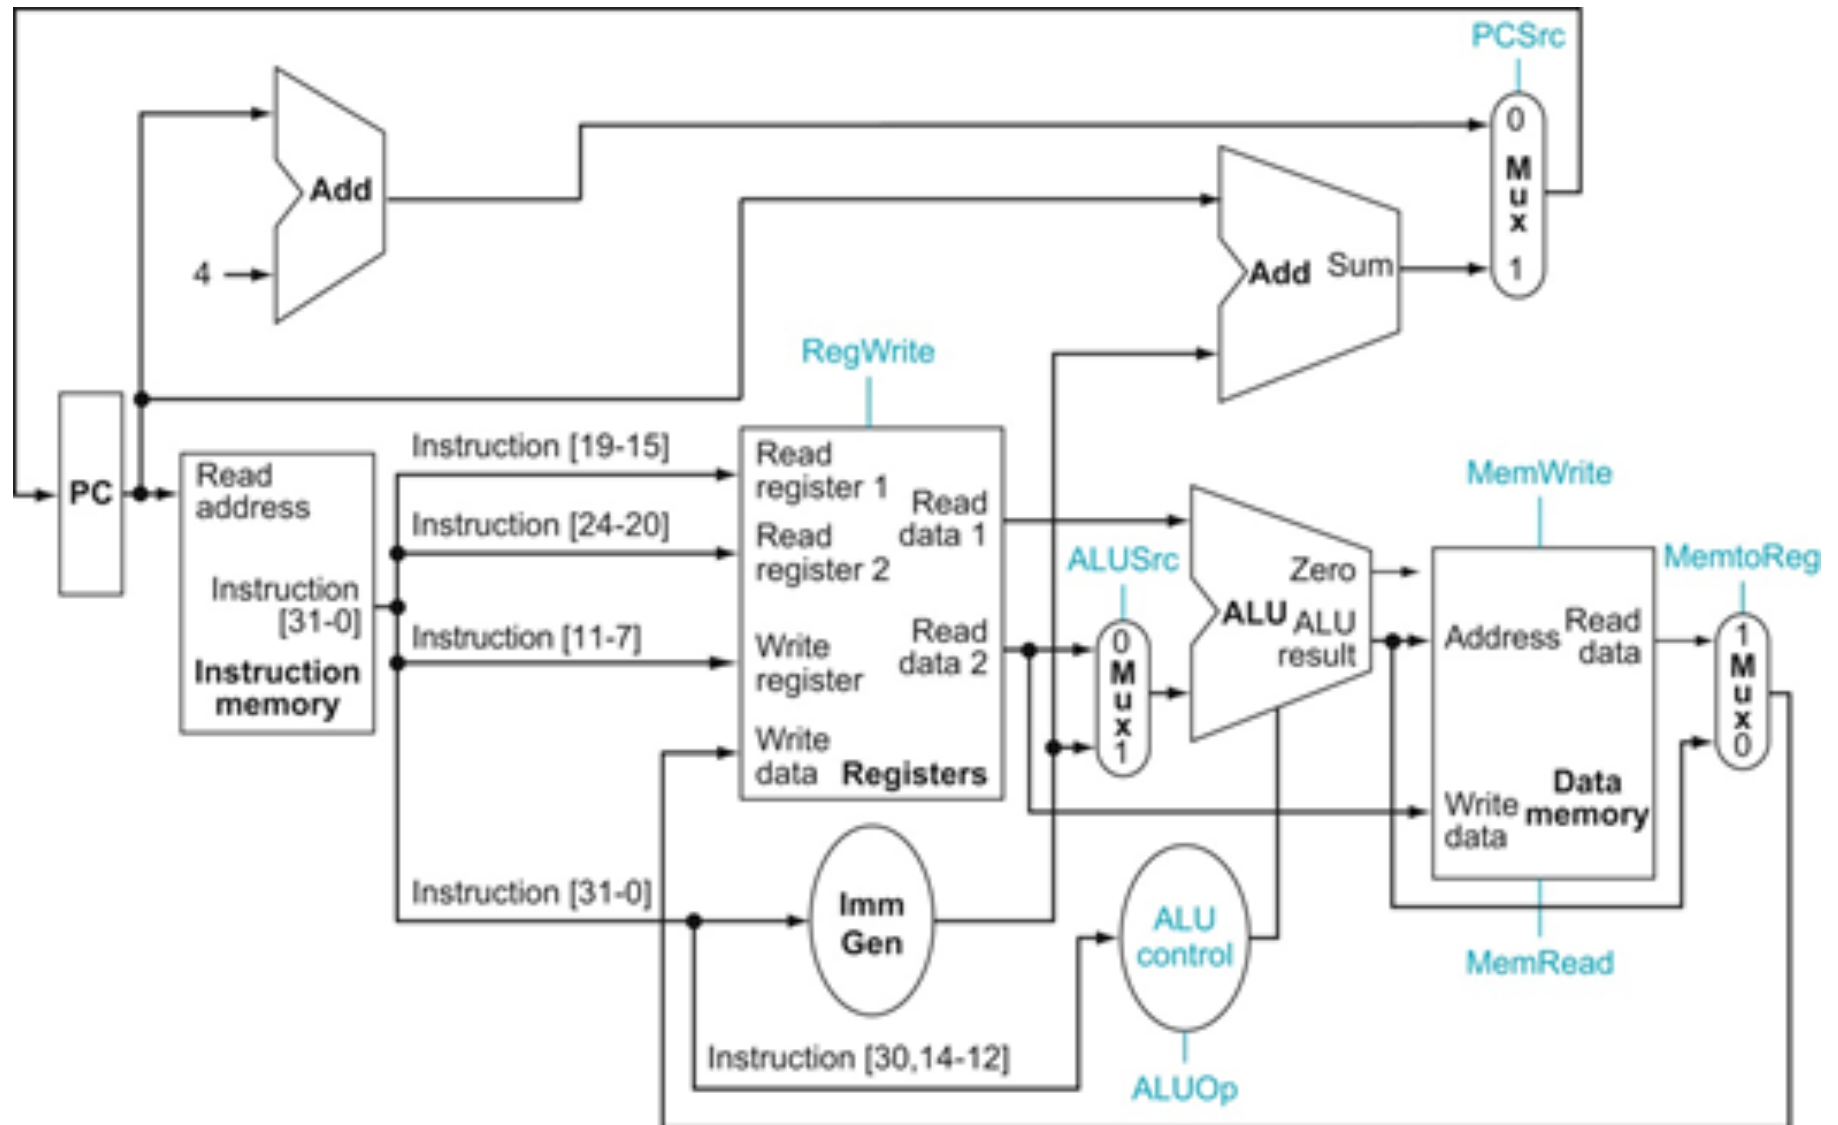 PCSrc
0
Mux
1
Add
4
Add Sum
RegWrite
PC
Read
address
Instruction
[31-0]
Instruction
memory
Instruction [19-15]
Instruction [24-20]
Instruction [11-7]
Instruction [31-0]
Read
register 1
Read
data 1
Read
register 2
Write
register
Read
data 2
Write
data
Registers
ALUSrc
0
Mux
1
Zero
ALU
ALU
result
MemWrite
Address
Read
data
Write
data
Data
memory
MemtoReg
1
Mux
0
MemRead
Imm
Gen
ALU
control
Instruction [30,14-12]
ALUOp